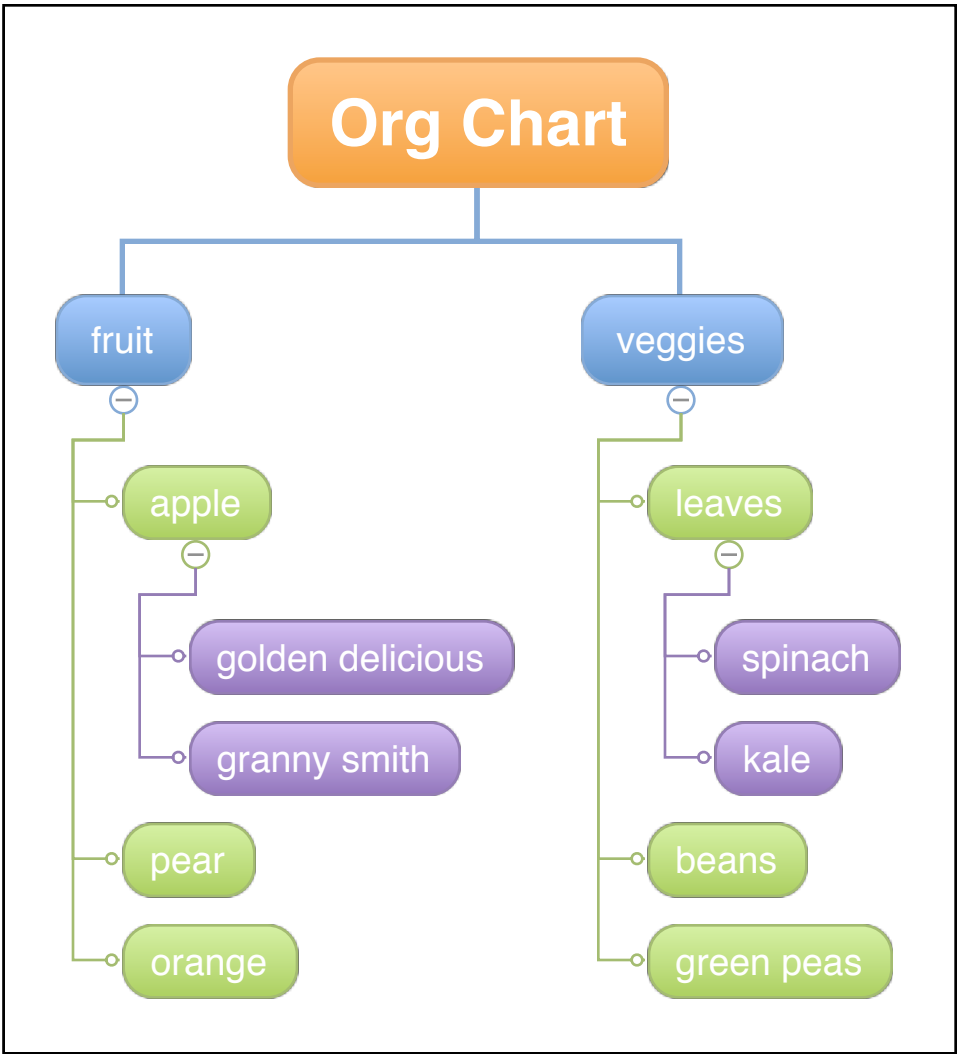 Org Chart
fruit
apple
golden delicious
granny smith
pear
orange
veggies
leaves
spinach
kale
beans
green peas